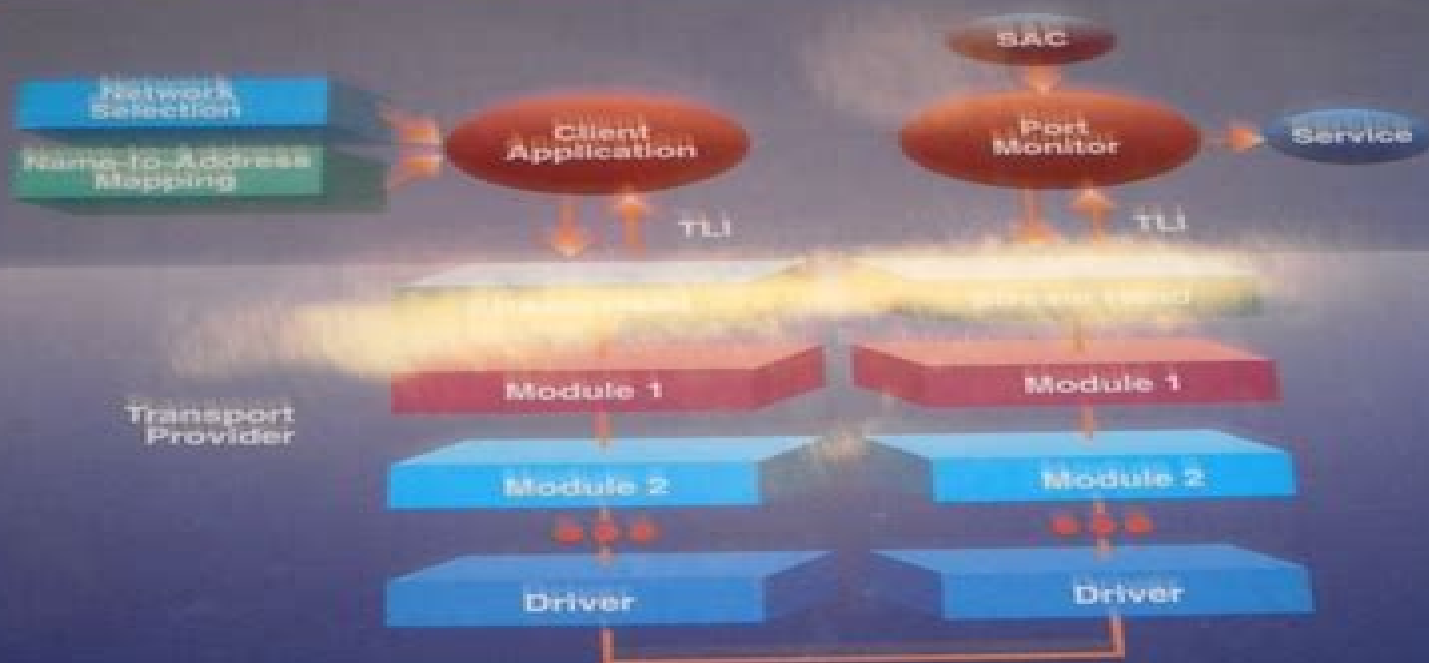 SAC
Network
Selection
Client
Application
Port
Monitor
Service
Name-to-Address
Mapping
TLI
TLI
Module 1
Module 1
Transport
Provider
Module 2
Module 2
Driver
Driver